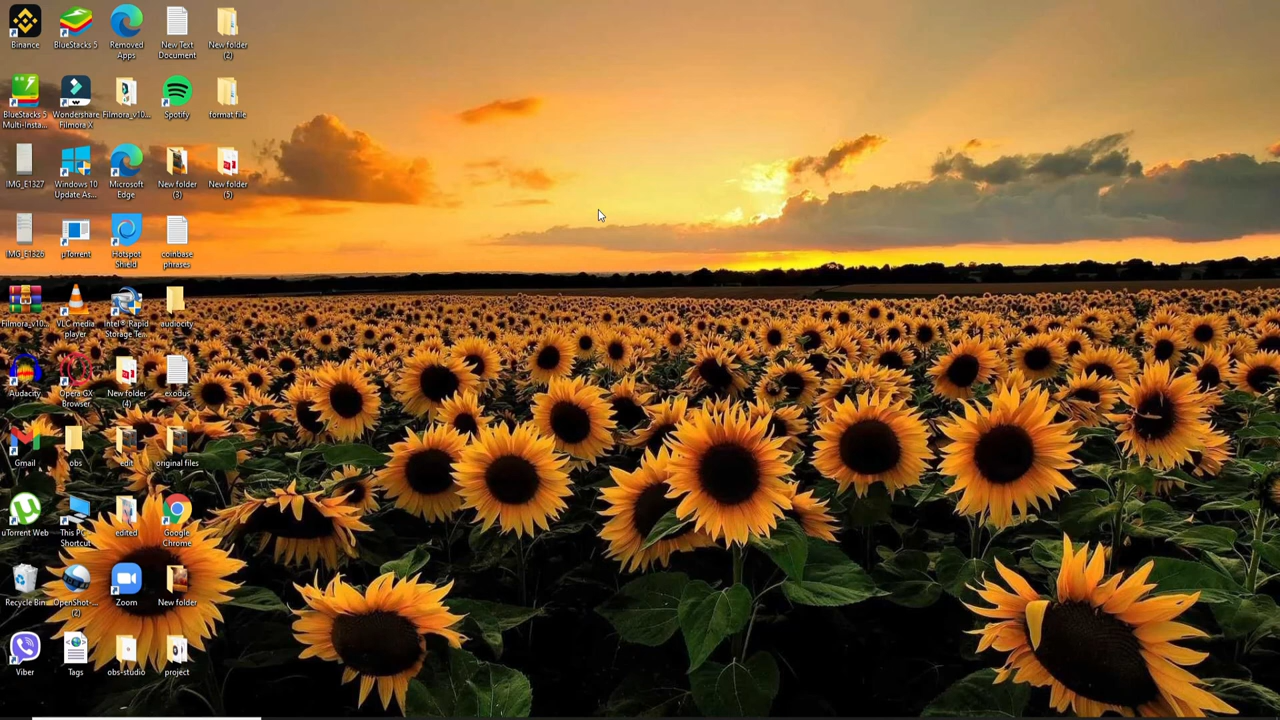 Binance
BlueStacks 5
Removed
Apps
New Text
Document
New folder
(2)
BlueStacks 5
Multi-Insta...
Wondershare
Filmora X
Filmora_v10...
Spotify
format file
IMG_E1327
Windows 10
Update As...
Microsoft
Edge
New folder
(3)
New folder
(5)
IMG_E1326
µTorrent
Hotspot
Shield
coinbase
phrases
Filmora_v10...
VLC media
player
Intel® Rapid
Storage Te...
audiocity
Audacity
Opera GX
Browser
New folder
(4)
exodus
Gmail
obs
edit
original files
uTorrent Web
This PC -
Shortcut
edited
Google
Chrome
Recycle Bin
OpenShot-...
(2)
Zoom
New folder
Viber
Tags
obs-studio
project